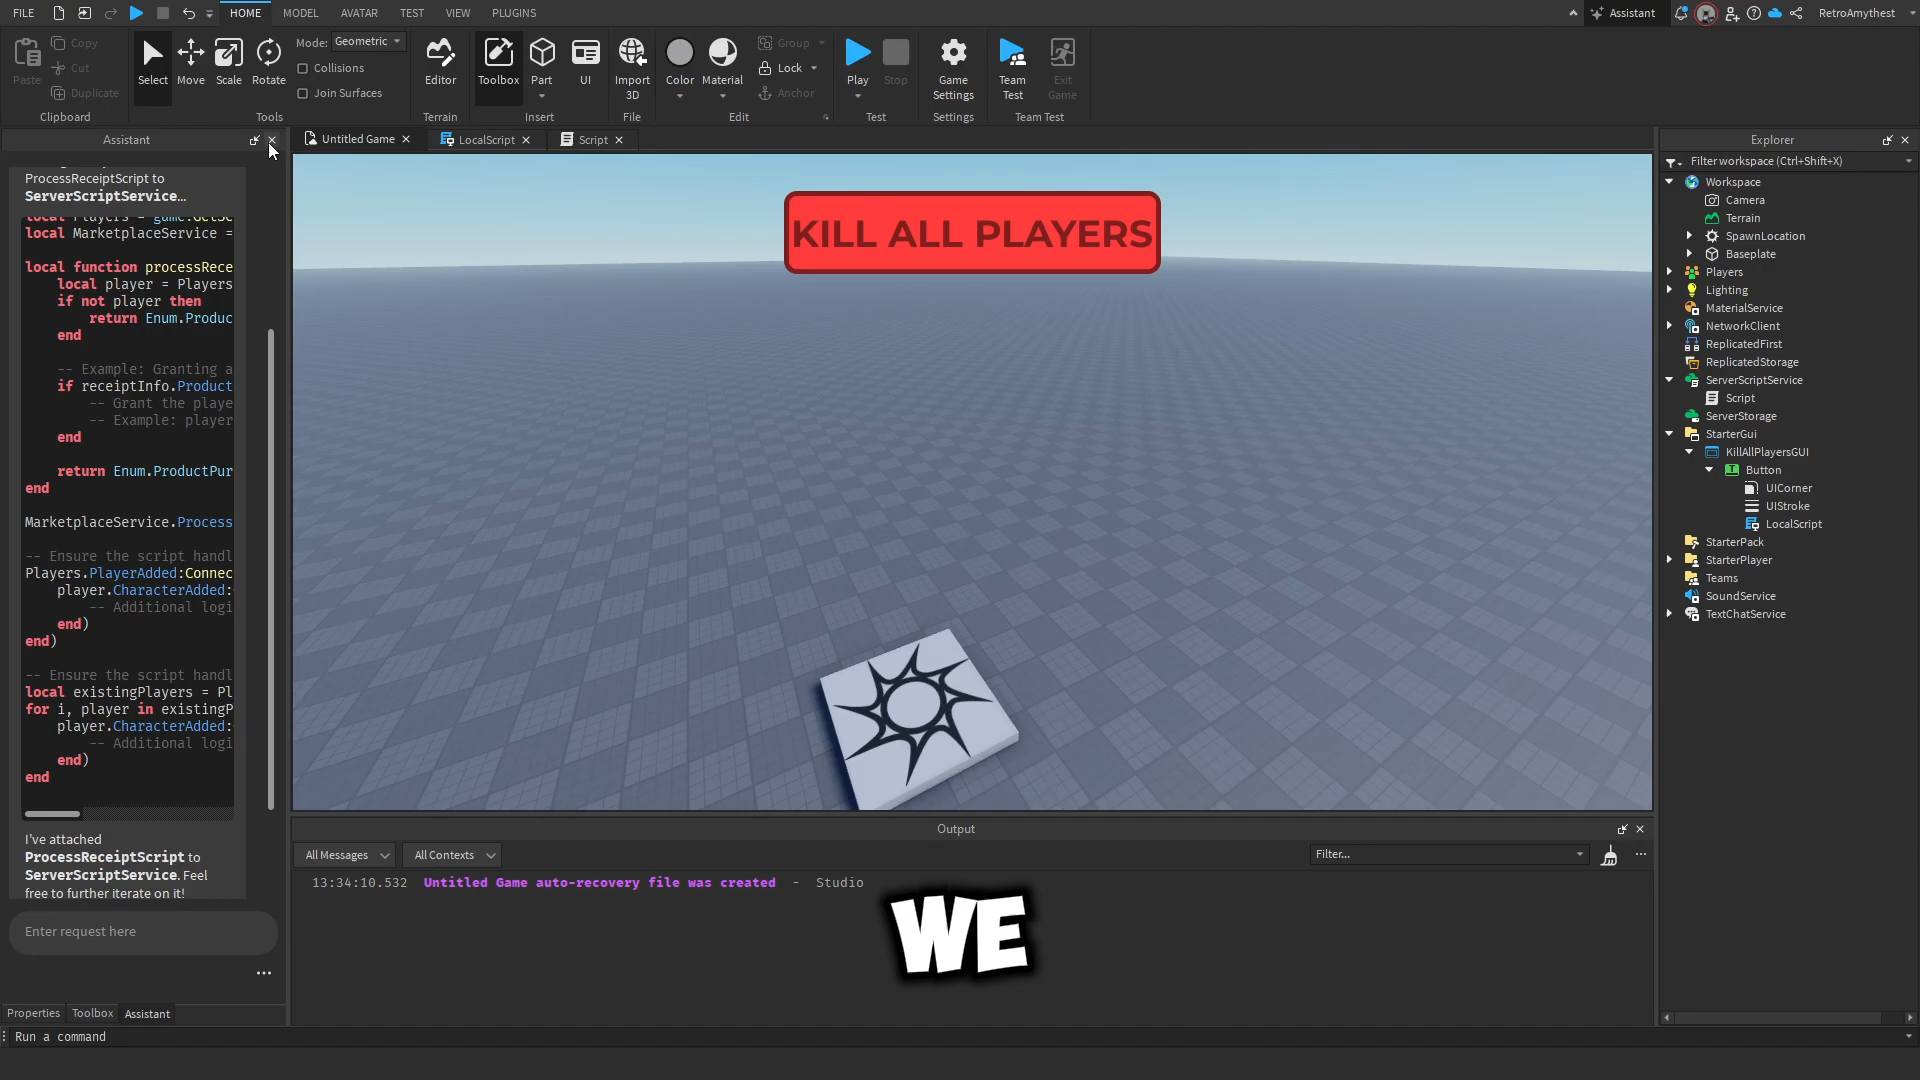 FILE
HOME
MODEL
AVATAR
TEST
VIEW
PLUGINS
Assistant
RetroAmythest
Paste
Copy
Cut
Duplicate
Clipboard
Select
Move
Scale
Rotate
Mode: Geometric
Collisions
Join Surfaces
Tools
Editor
Terrain
Toolbox
Part
UI
Insert
Import
3D
File
Color
Material
Group
Lock
Anchor
Edit
Play
Stop
Test
Game
Settings
Settings
Team
Test
Exit
Game
Team Test
Assistant
Untitled Game
LocalScript
Script
Explorer
ProcessReceiptScript to
ServerScriptService...
local MarketplaceService =
local function processRece
local player = Players
if not player then
return Enum.Produc
end
-- Example: Granting a
if receiptInfo.Product
-- Grant the playe
-- Example: player
end
return Enum.ProductPur
end
MarketplaceService.Process
-- Ensure the script handl
Players.PlayerAdded:Connec
player.CharacterAdded:
-- Additional logi
end)
end)
-- Ensure the script handl
local existingPlayers = Pl
for i, player in existingP
player.CharacterAdded:
-- Additional logi
end)
end
I've attached
ProcessReceiptScript to
ServerScriptService. Feel
free to further iterate on it!
Enter request here
...
Properties
Toolbox
Assistant
Run a command
KILL ALL PLAYERS
Output
All Messages
All Contexts
Filter...
13:34:10.532 Untitled Game auto-recovery file was created - Studio
WE
Filter workspace (Ctrl+Shift+X)
Workspace
Camera
Terrain
SpawnLocation
Baseplate
Players
Lighting
MaterialService
NetworkClient
ReplicatedFirst
ReplicatedStorage
ServerScriptService
Script
ServerStorage
StarterGui
KillAllPlayersGUI
Button
UICorner
UIStroke
LocalScript
StarterPack
StarterPlayer
Teams
SoundService
TextChatService